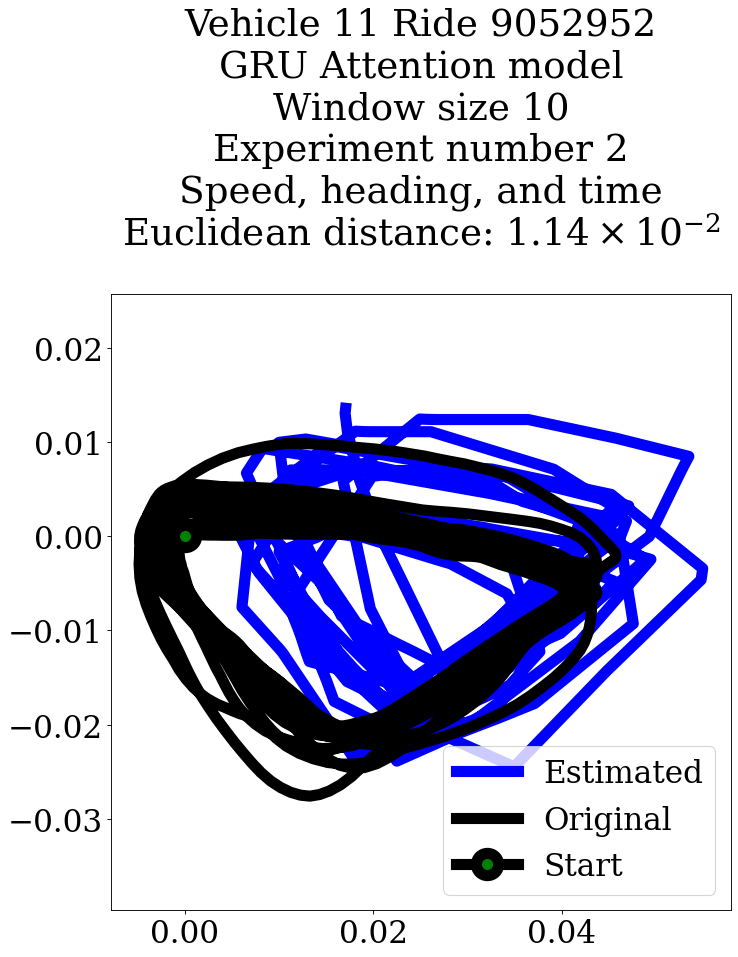 Vehicle 11 Ride 9052952
GRU Attention model
Window size 10
Experiment number 2
Speed, heading, and time
Euclidean distance: 1.14 × 10⁻²
0.02
0.01
0.00
−0.01
−0.02
−0.03
Estimated
Original
Start
0.00 0.02 0.04